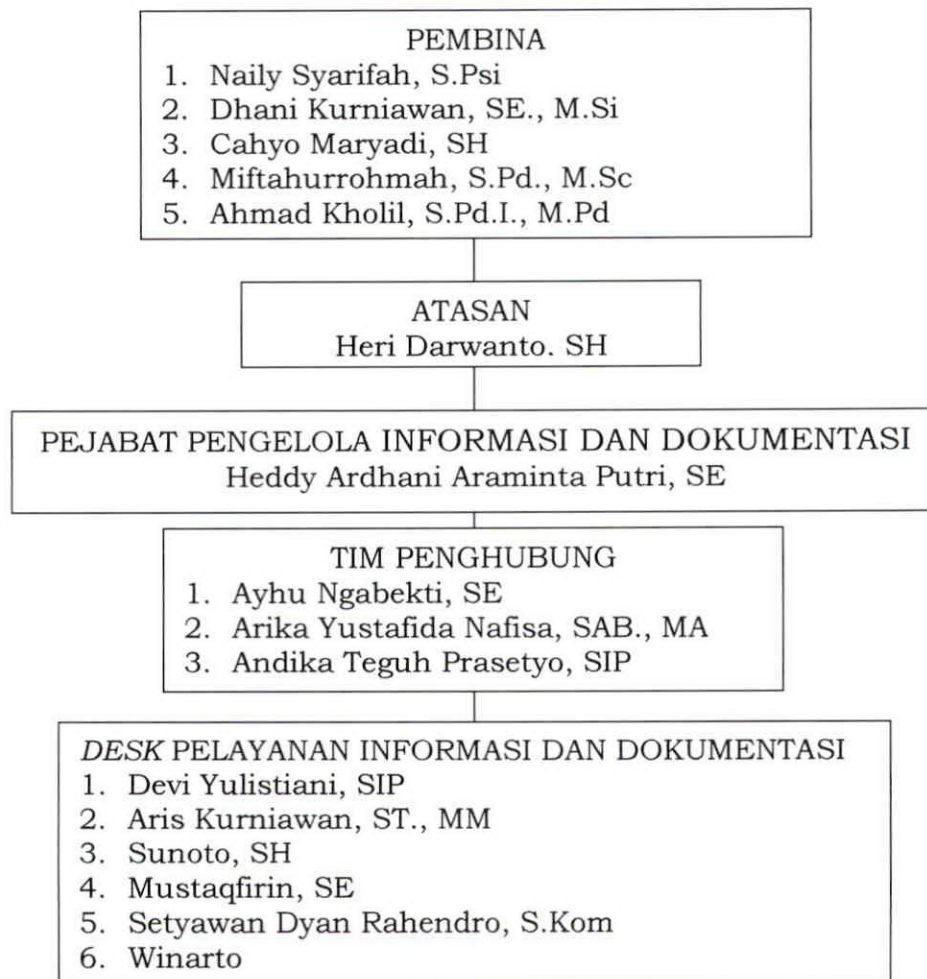 PEMBINA
1. Naily Syarifah, S.Psi
2. Dhani Kurniawan, SE., M.Si
3. Cahyo Maryadi, SH
4. Miftahurrohmah, S.Pd., M.Sc
5. Ahmad Kholil, S.Pd.I., M.Pd
ATASAN
Heri Darwanto. SH
PEJABAT PENGELOLA INFORMASI DAN DOKUMENTASI
Heddy Ardhani Araminta Putri, SE
TIM PENGHUBUNG
1. Ayhu Ngabekti, SE
2. Arika Yustafida Nafisa, SAB., MA
3. Andika Teguh Prasetyo, SIP
DESK PELAYANAN INFORMASI DAN DOKUMENTASI
1. Devi Yulistiani, SIP
2. Aris Kurniawan, ST., MM
3. Sunoto, SH
4. Mustaqfirin, SE
5. Setyawan Dyan Rahendro, S.Kom
6. Winarto